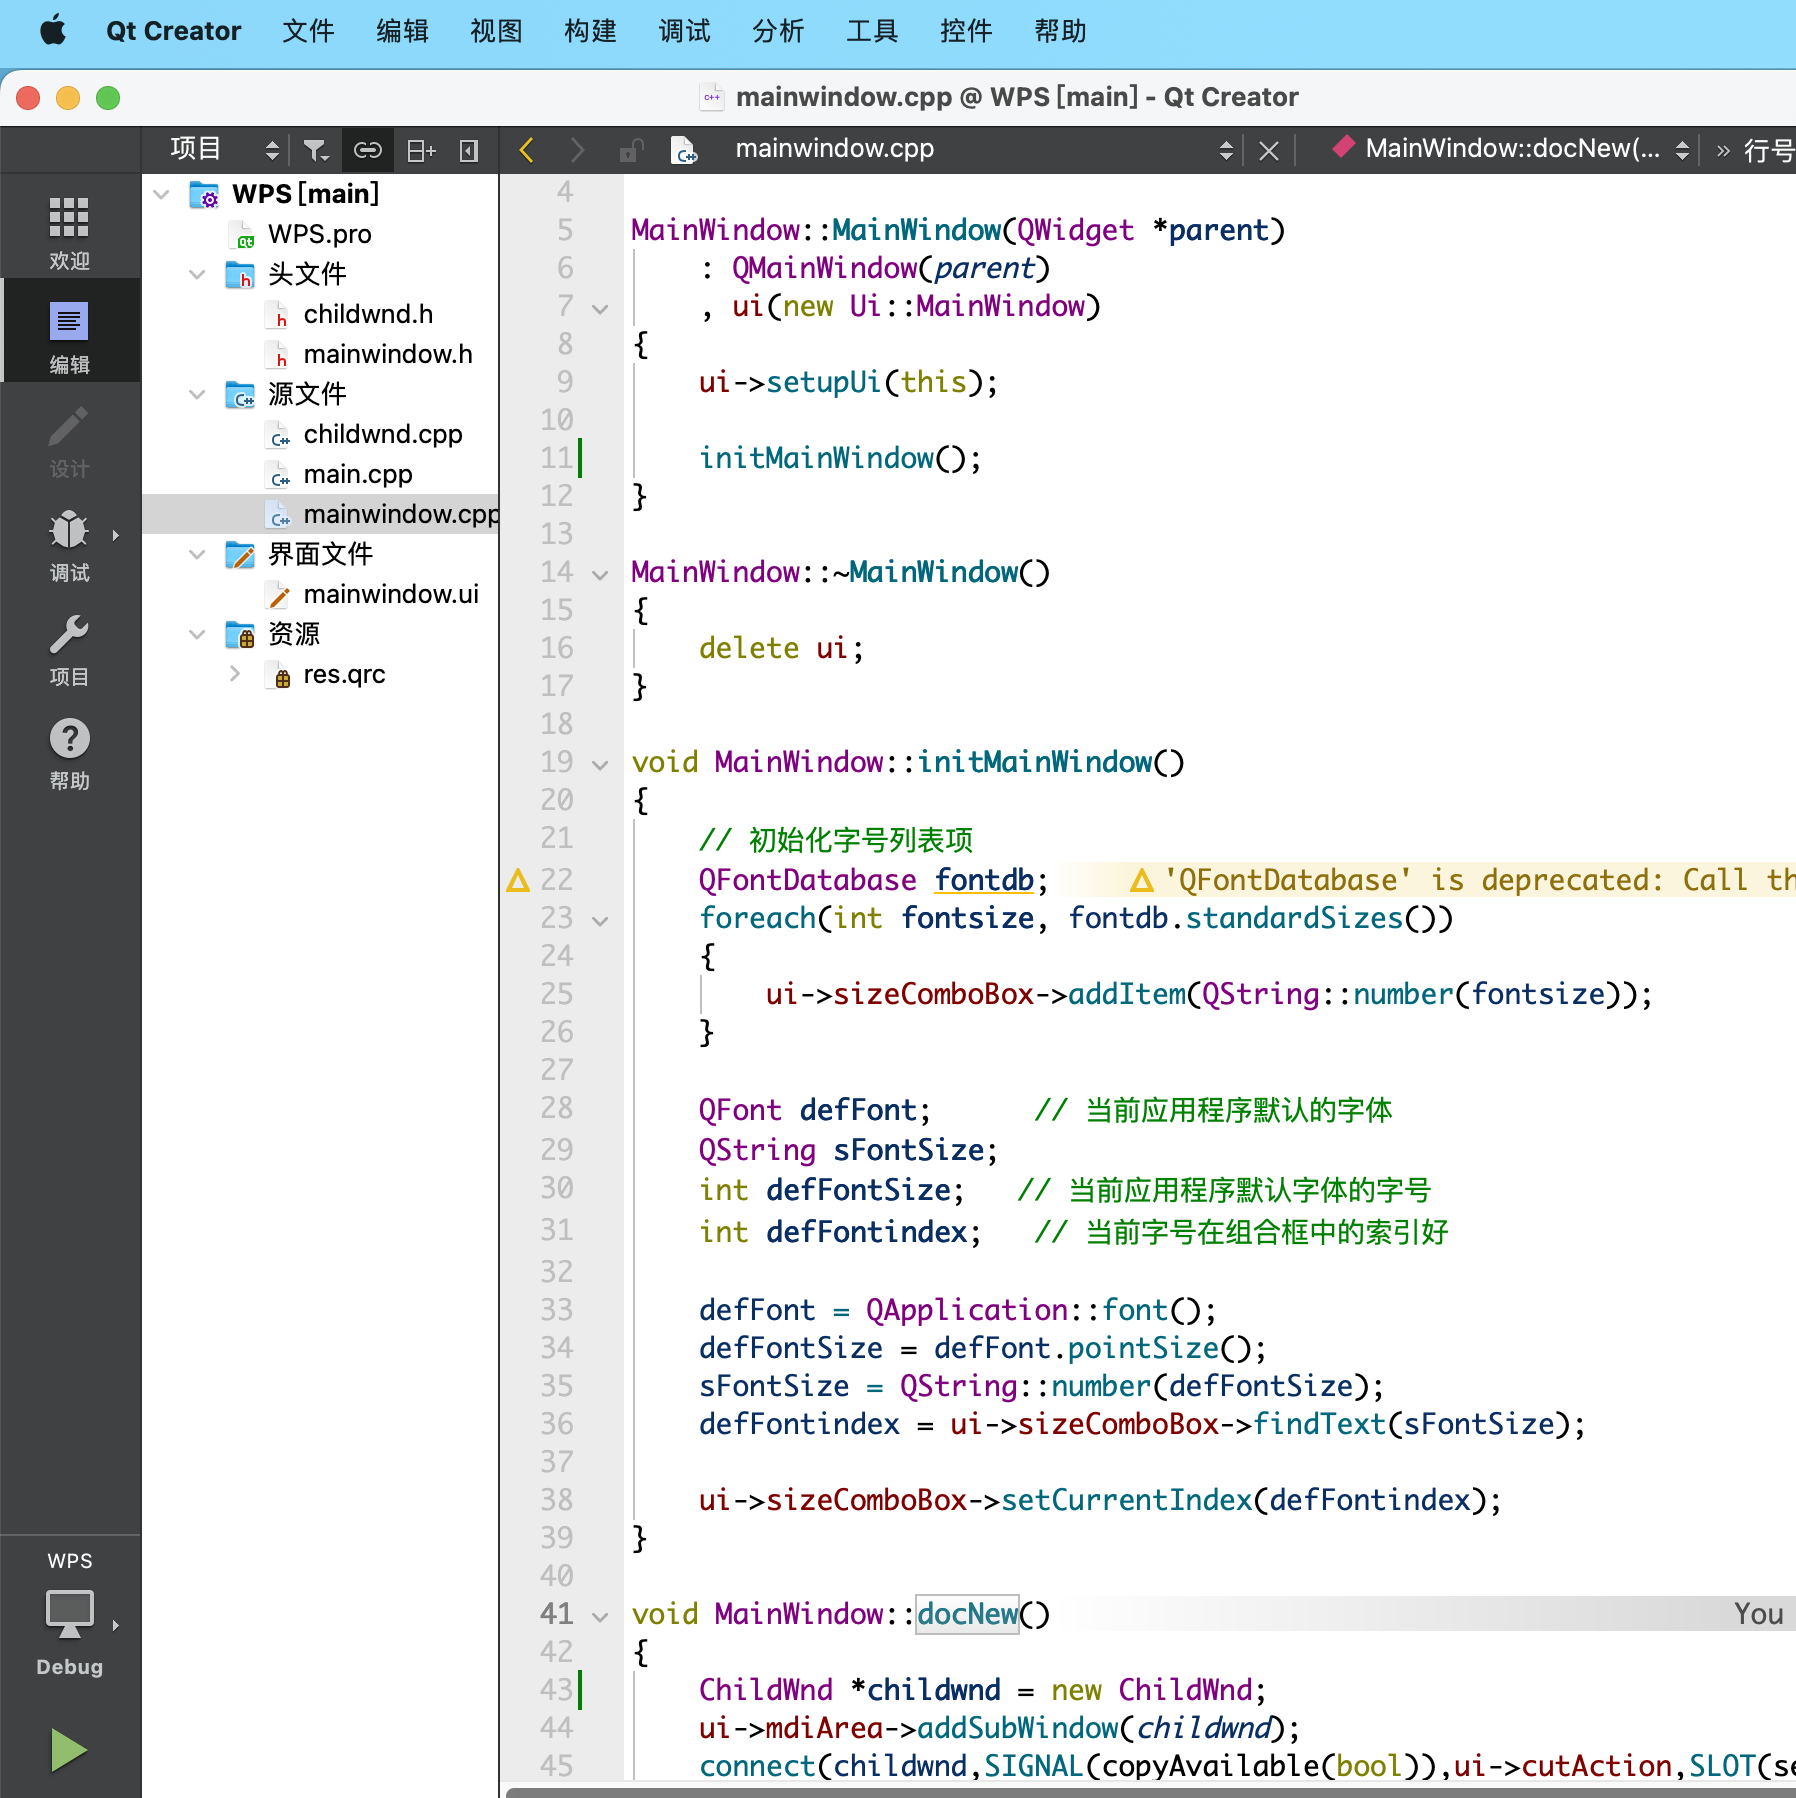 Qt Creator 文件 编辑 视图 构建 调试 分析 工具 控件 帮助
mainwindow.cpp @ WPS [main] - Qt Creator
项目
mainwindow.cpp
MainWindow::docNew(...
» 行号
欢迎
编辑
设计
调试
项目
帮助
WPS
Debug
WPS [main]
WPS.pro
头文件
childwnd.h
mainwindow.h
源文件
childwnd.cpp
main.cpp
mainwindow.cpp
界面文件
mainwindow.ui
资源
res.qrc
4
5 MainWindow::MainWindow(QWidget *parent)
6     : QMainWindow(parent)
7     , ui(new Ui::MainWindow)
8 {
9     ui->setupUi(this);
10
11     initMainWindow();
12 }
13
14 MainWindow::~MainWindow()
15 {
16     delete ui;
17 }
18
19 void MainWindow::initMainWindow()
20 {
21     // 初始化字号列表项
22     QFontDatabase fontdb; 'QFontDatabase' is deprecated: Call th
23     foreach(int fontsize, fontdb.standardSizes())
24     {
25         ui->sizeComboBox->addItem(QString::number(fontsize));
26     }
27
28     QFont defFont;      // 当前应用程序默认的字体
29     QString sFontSize;
30     int defFontSize;   // 当前应用程序默认字体的字号
31     int defFontindex;   // 当前字号在组合框中的索引好
32
33     defFont = QApplication::font();
34     defFontSize = defFont.pointSize();
35     sFontSize = QString::number(defFontSize);
36     defFontindex = ui->sizeComboBox->findText(sFontSize);
37
38     ui->sizeComboBox->setCurrentIndex(defFontindex);
39 }
40
41 void MainWindow::docNew() You
42 {
43     ChildWnd *childwnd = new ChildWnd;
44     ui->mdiArea->addSubWindow(childwnd);
45     connect(childwnd,SIGNAL(copyAvailable(bool)),ui->cutAction,SLOT(se